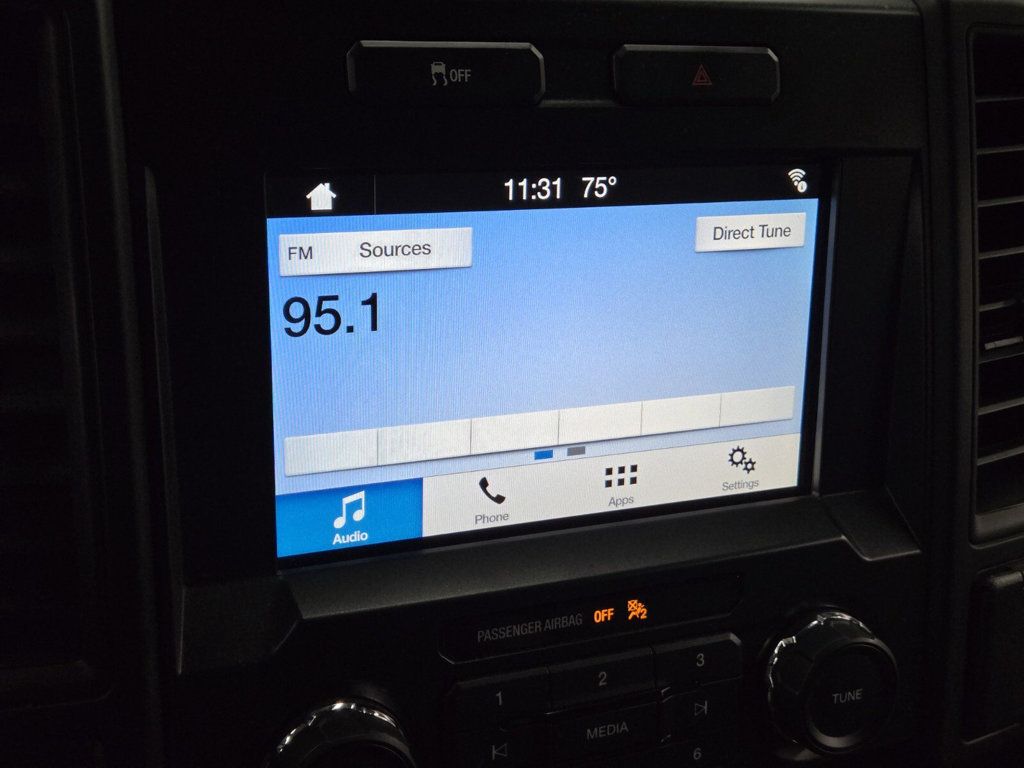 OFF
11:31 75°
FM Sources
Direct Tune
95.1
Audio
Phone
Apps
Settings
PASSENGER AIRBAG OFF 2
1
2
3
MEDIA
6
TUNE